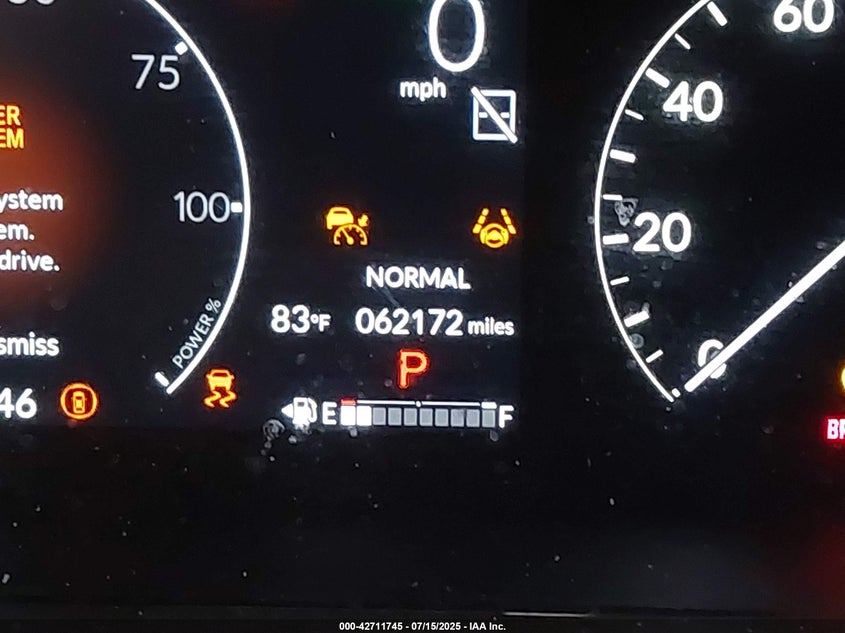 60
75
0
mph
40
ER
EM
ystem
100
20
em.
drive.
NORMAL
POWER %
83°F
062172 miles
smiss
0
P
46
E
F
BR
000-42711745 - 07/15/2025 - IAA Inc.